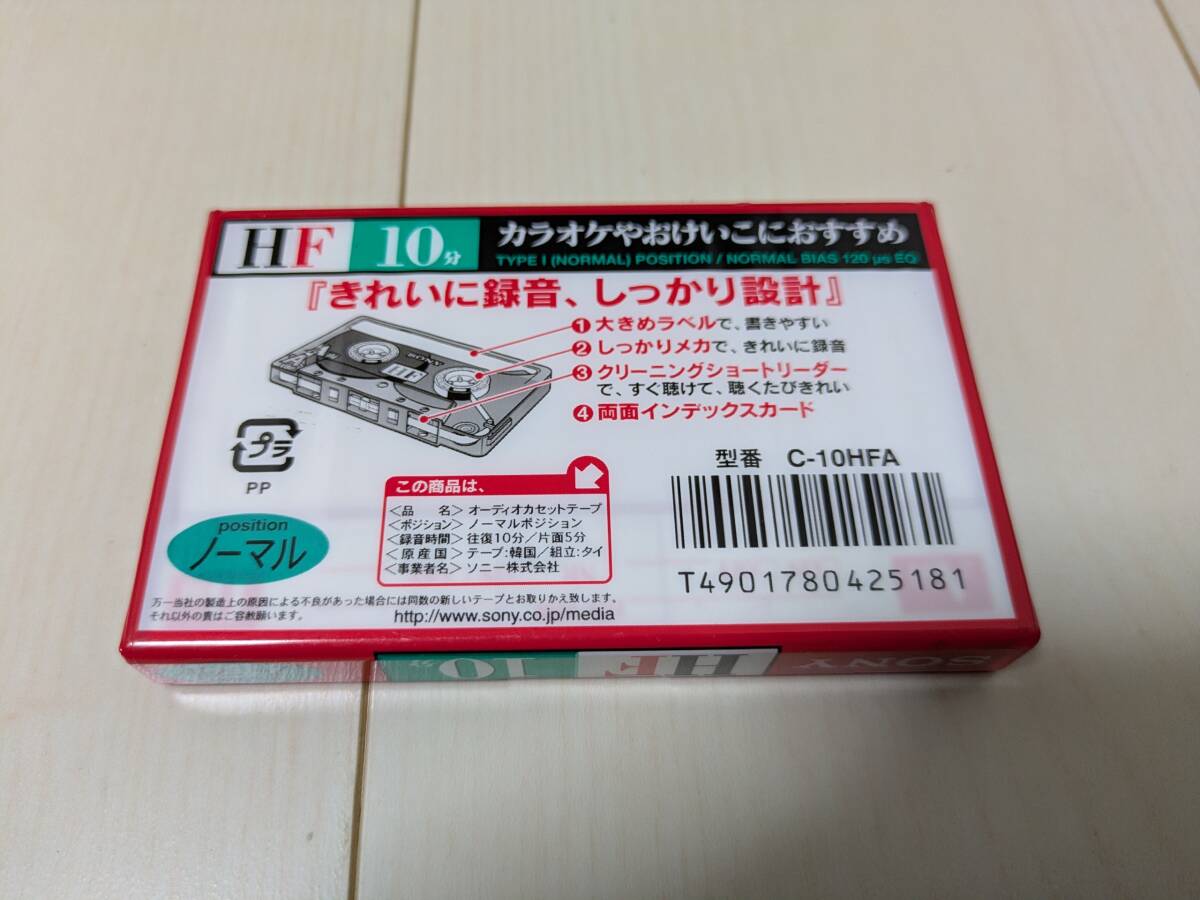 HF 10分 カラオケやおけいこにおすすめ
TYPE I (NORMAL) POSITION / NORMAL BIAS 120 µs EQ
『きれいに録音、しっかり設計』
❶大きめラベルで、書きやすい
❷しっかりメカで、きれいに録音
❸クリーニングショートリーダー
で、すぐ聴けて、聴くたびきれい
❹両面インデックスカード
SONY
HF
プラ
PP
型番 C-10HFA
position
ノーマル
この商品は、
<品 名>オーディオカセットテープ
<ポジション>ノーマルポジション
<録音時間>往復10分/片面5分
<原産国>テープ:韓国/組立:タイ
<事業者名>ソニー株式会社
T4901780425181
万一当社の製造上の原因による不良があった場合には同数の新しいテープとお取りかえ致します。
それ以外の責はご容赦願います。
http://www.sony.co.jp/media
SONY HF 10分